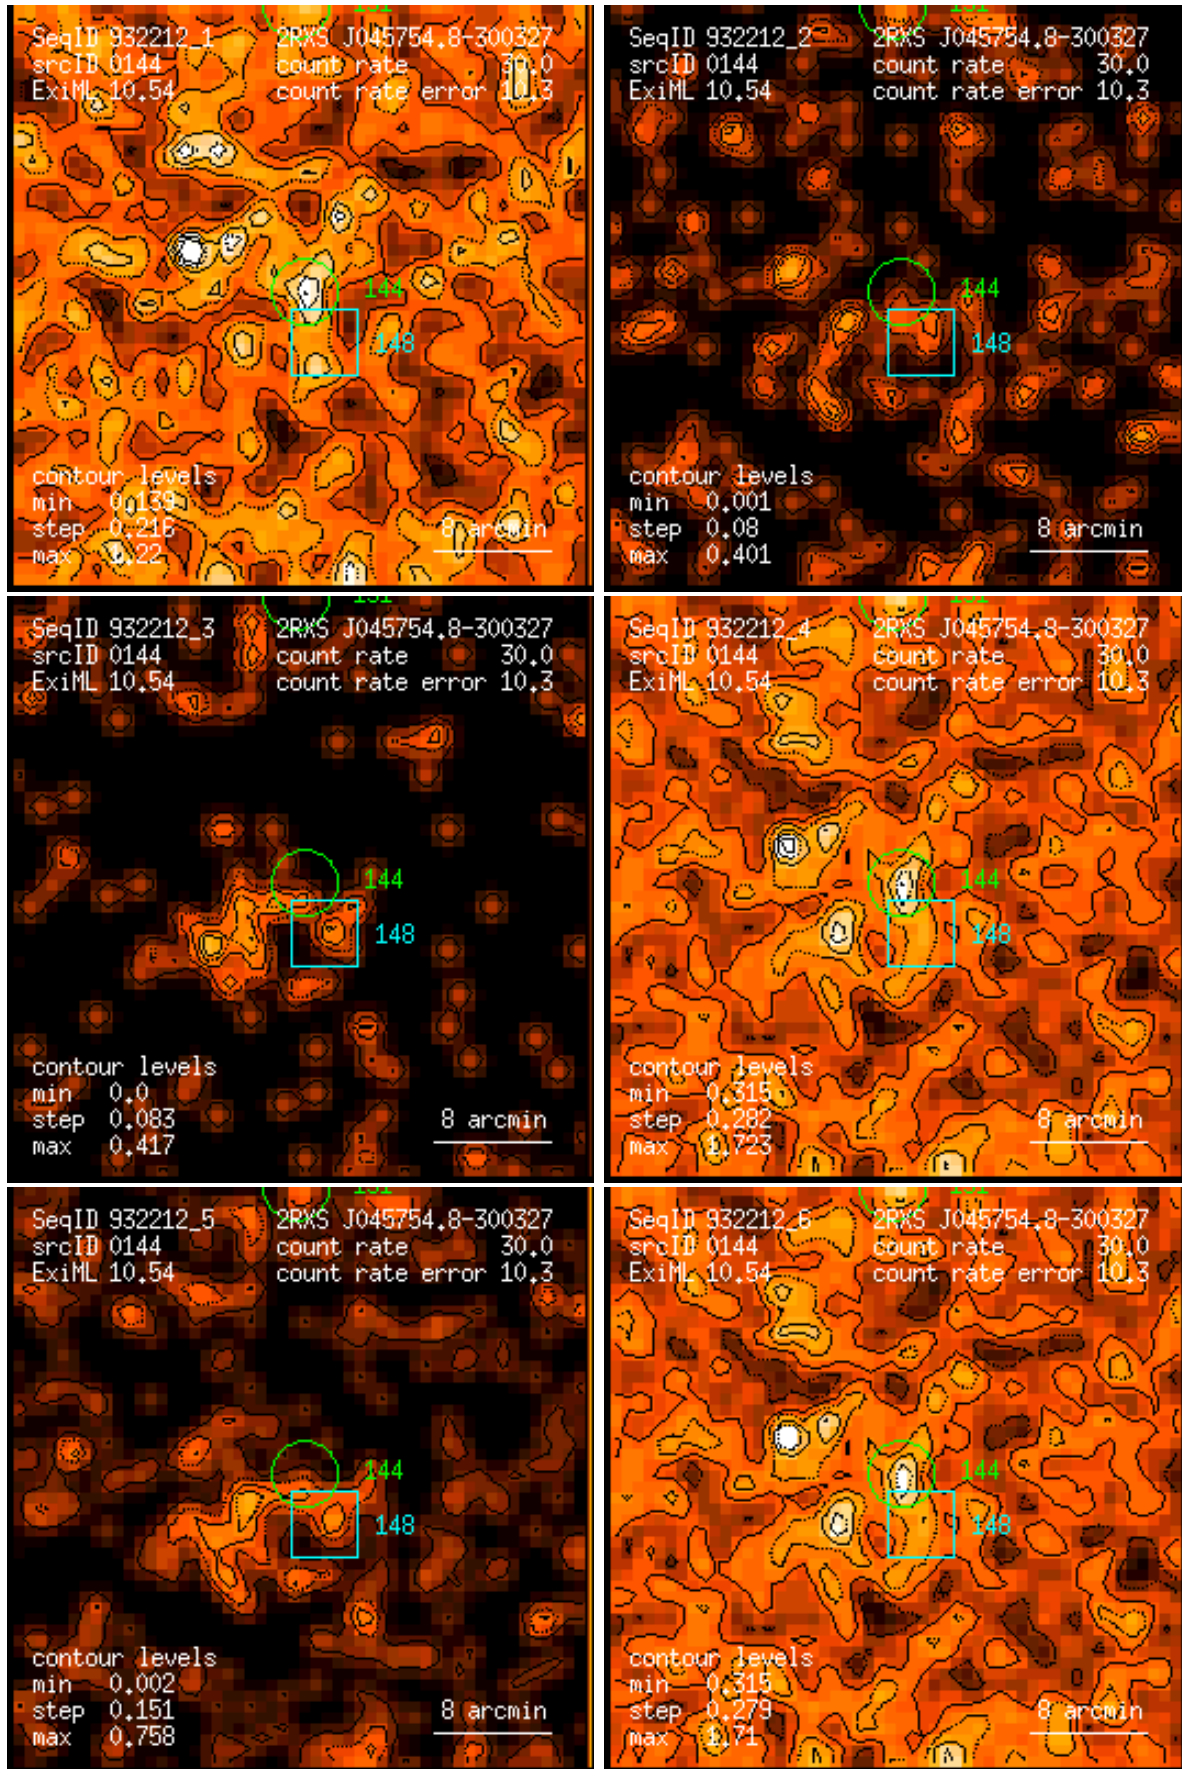 151
SeqID 932212_1 2RXS J045754.8-300327
srcID 0144 count rate 30.0
ExiML 10.54 count rate error 10.3
144
148
contour levels
min 0.139
step 0.216
max 1.22
8 arcmin
151
SeqID 932212_2 2RXS J045754.8-300327
srcID 0144 count rate 30.0
ExiML 10.54 count rate error 10.3
144
148
contour levels
min 0.001
step 0.08
max 0.401
8 arcmin
151
SeqID 932212_3 2RXS J045754.8-300327
srcID 0144 count rate 30.0
ExiML 10.54 count rate error 10.3
144
148
contour levels
min 0.0
step 0.083
max 0.417
8 arcmin
151
SeqID 932212_4 2RXS J045754.8-300327
srcID 0144 count rate 30.0
ExiML 10.54 count rate error 10.3
144
148
contour levels
min 0.315
step 0.282
max 1.723
8 arcmin
151
SeqID 932212_5 2RXS J045754.8-300327
srcID 0144 count rate 30.0
ExiML 10.54 count rate error 10.3
144
148
contour levels
min 0.002
step 0.151
max 0.758
8 arcmin
151
SeqID 932212_6 2RXS J045754.8-300327
srcID 0144 count rate 30.0
ExiML 10.54 count rate error 10.3
144
148
contour levels
min 0.315
step 0.279
max 1.71
8 arcmin